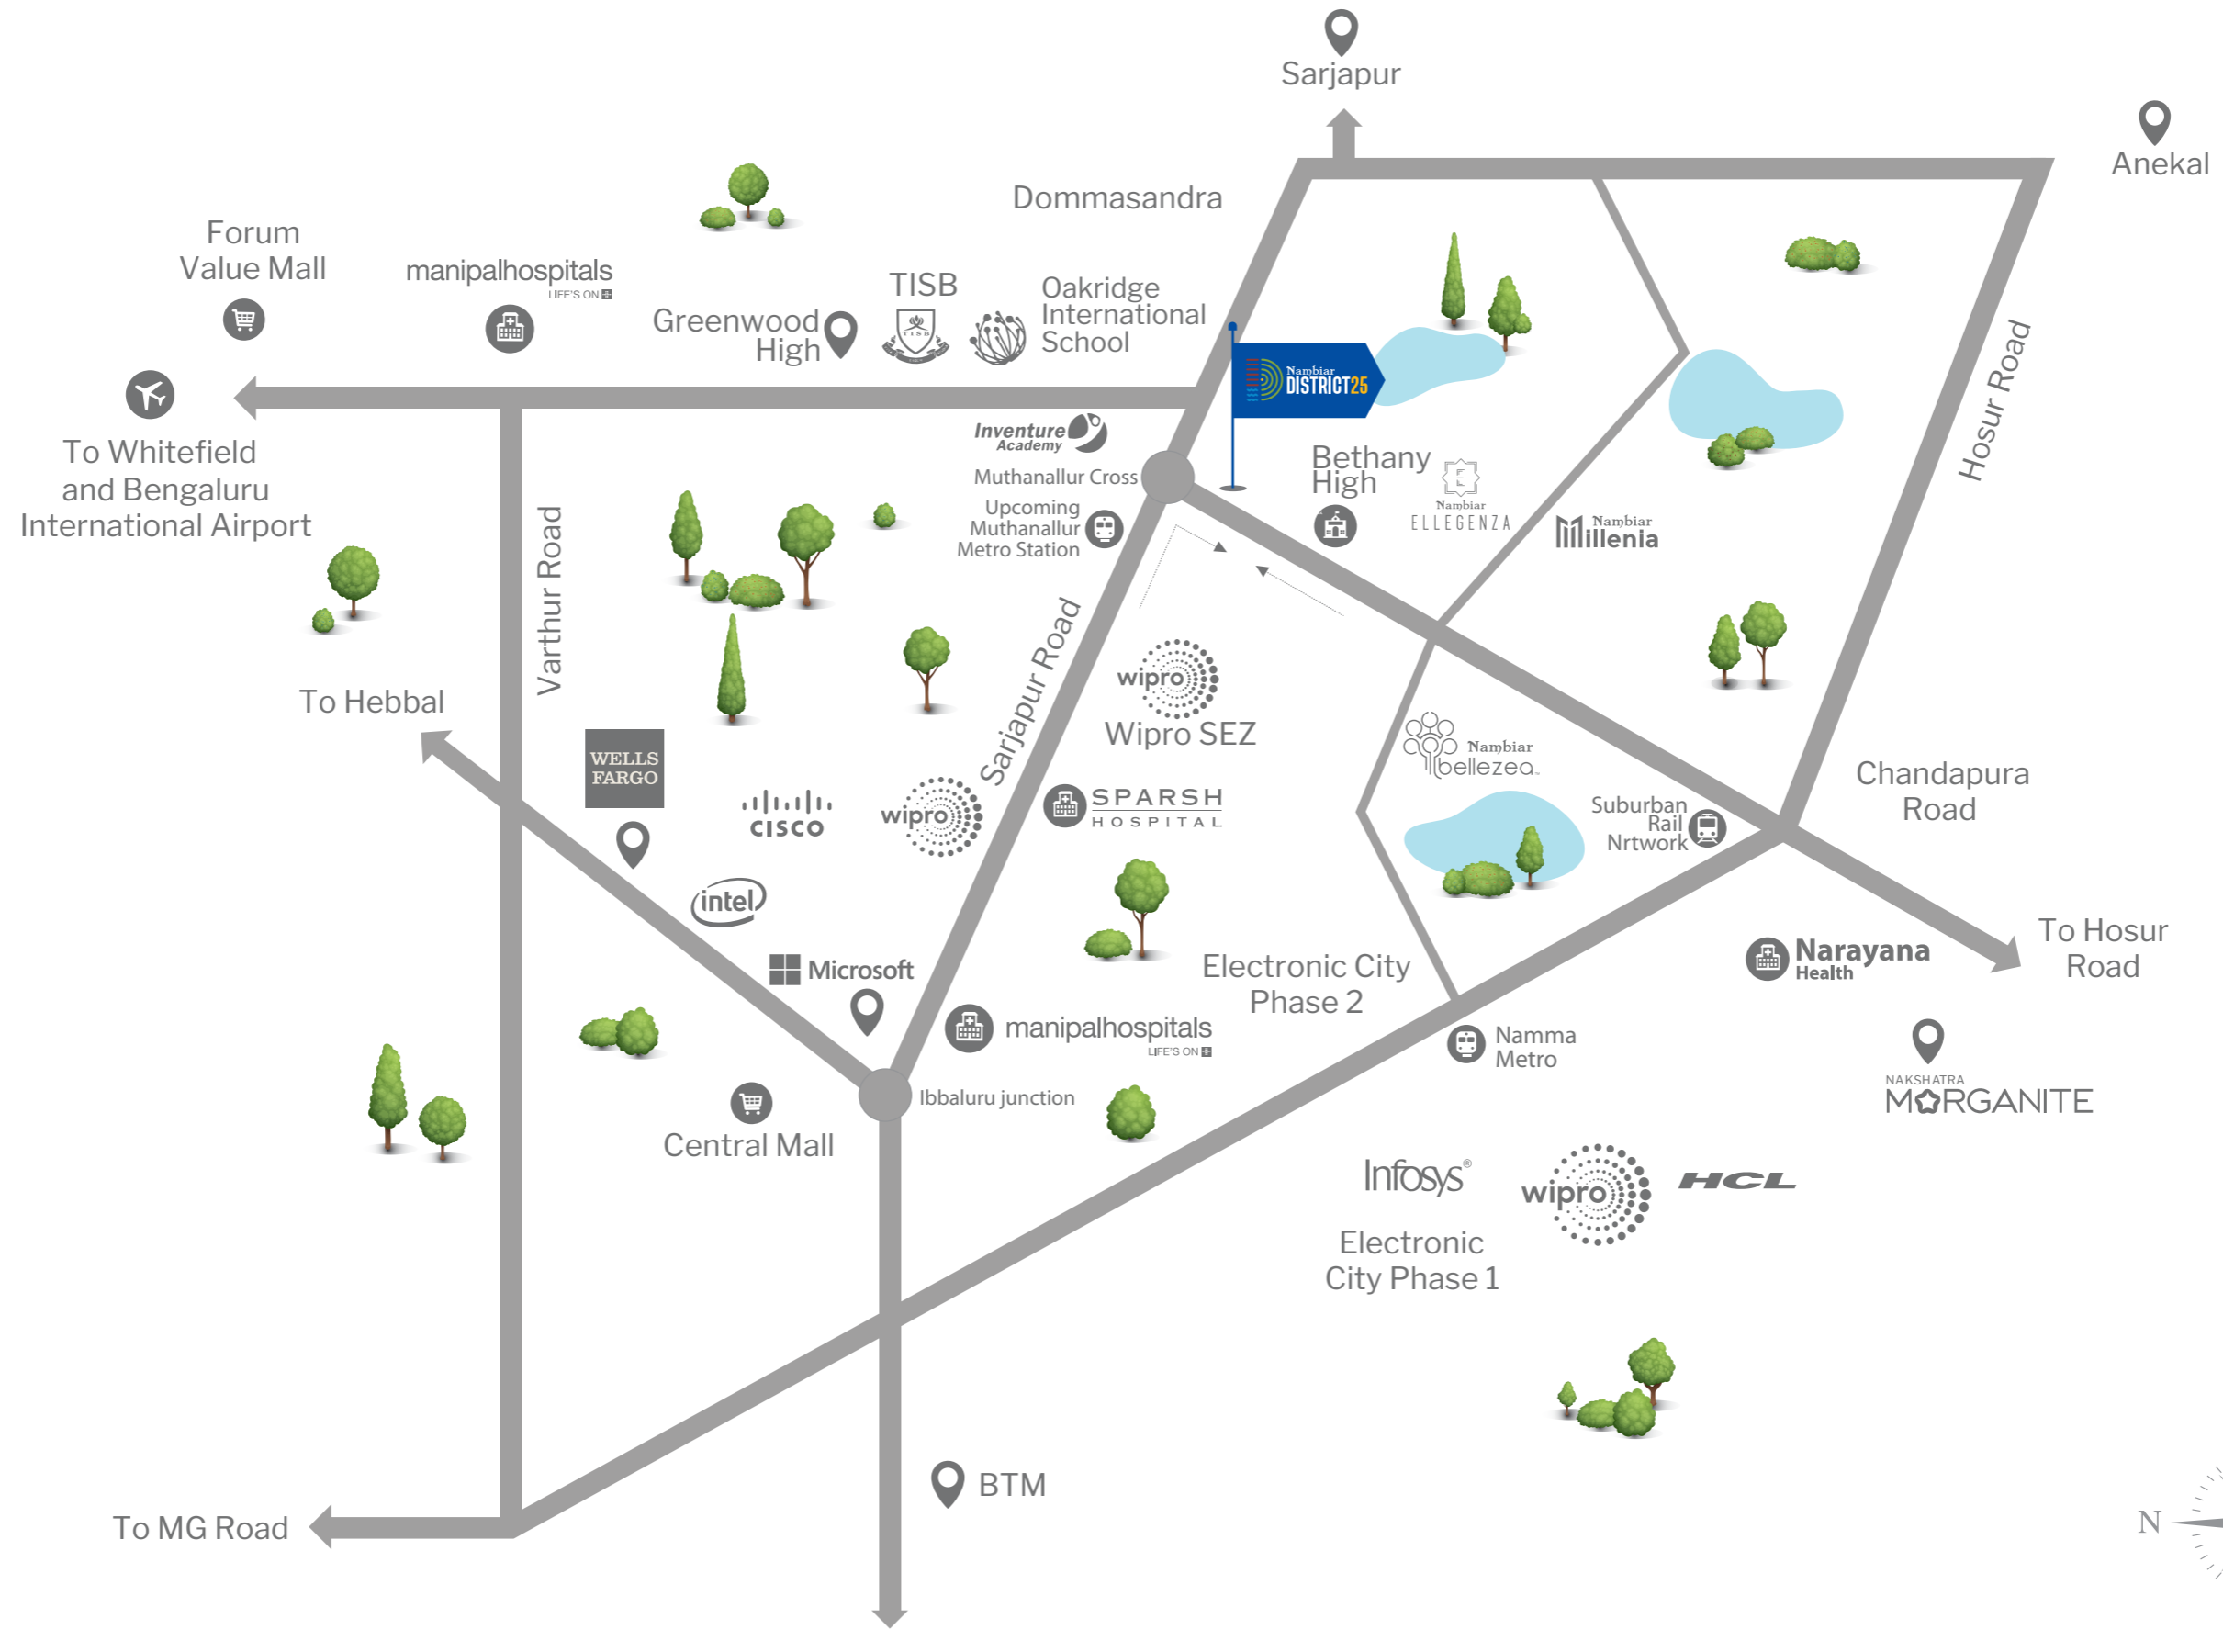 Sarjapur
Anekal
Dommasandra
Forum
Value Mall
manipalhospitals
LIFE'S ON
Greenwood
High
TISB
TISB
Oakridge
International
School
Nambiar
DISTRICT25
Hosur Road
To Whitefield
and Bengaluru
International Airport
Inventure
Academy
Muthanallur Cross
Upcoming
Muthanallur
Metro Station
Bethany
High
E
Nambiar
ELLEGENZA
Nambiar
Millenia
Varthur Road
Sarjapur Road
To Hebbal
WELLS
FARGO
CISCO
wipro
wipro
Wipro SEZ
SPARSH
HOSPITAL
Nambiar
bellezea
Suburban
Rail
Nrtwork
Chandapura
Road
intel
Microsoft
manipalhospitals
LIFE'S ON
Electronic City
Phase 2
Narayana
Health
To Hosur
Road
Namma
Metro
NAKSHATRA
MORGANITE
Ibbaluru junction
Central Mall
Infosys®
wipro
HCL
Electronic
City Phase 1
BTM
To MG Road
N